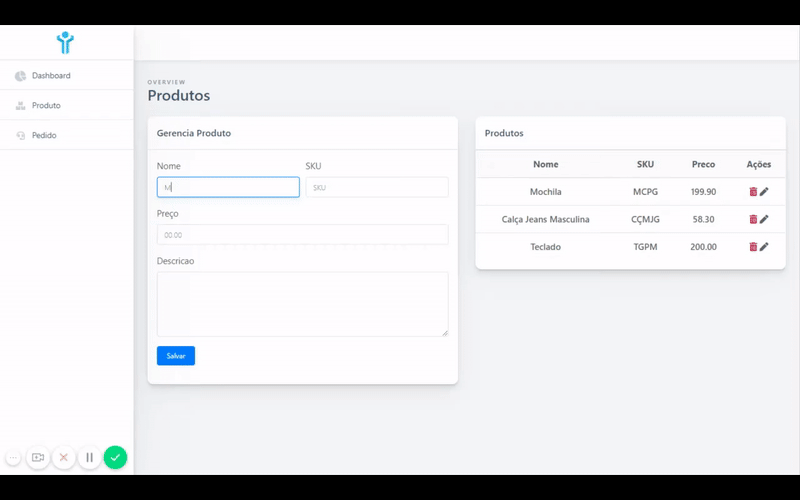 OVERVIEW
Produtos
Dashboard
Produto
Pedido
Gerencia Produto
Nome
SKU
M
SKU
Preço
00.00
Descricao
Salvar
Produtos
Nome SKU Preco Ações
Mochila MCPG 199.90
Calça Jeans Masculina CÇMJG 58.30
Teclado TGPM 200.00